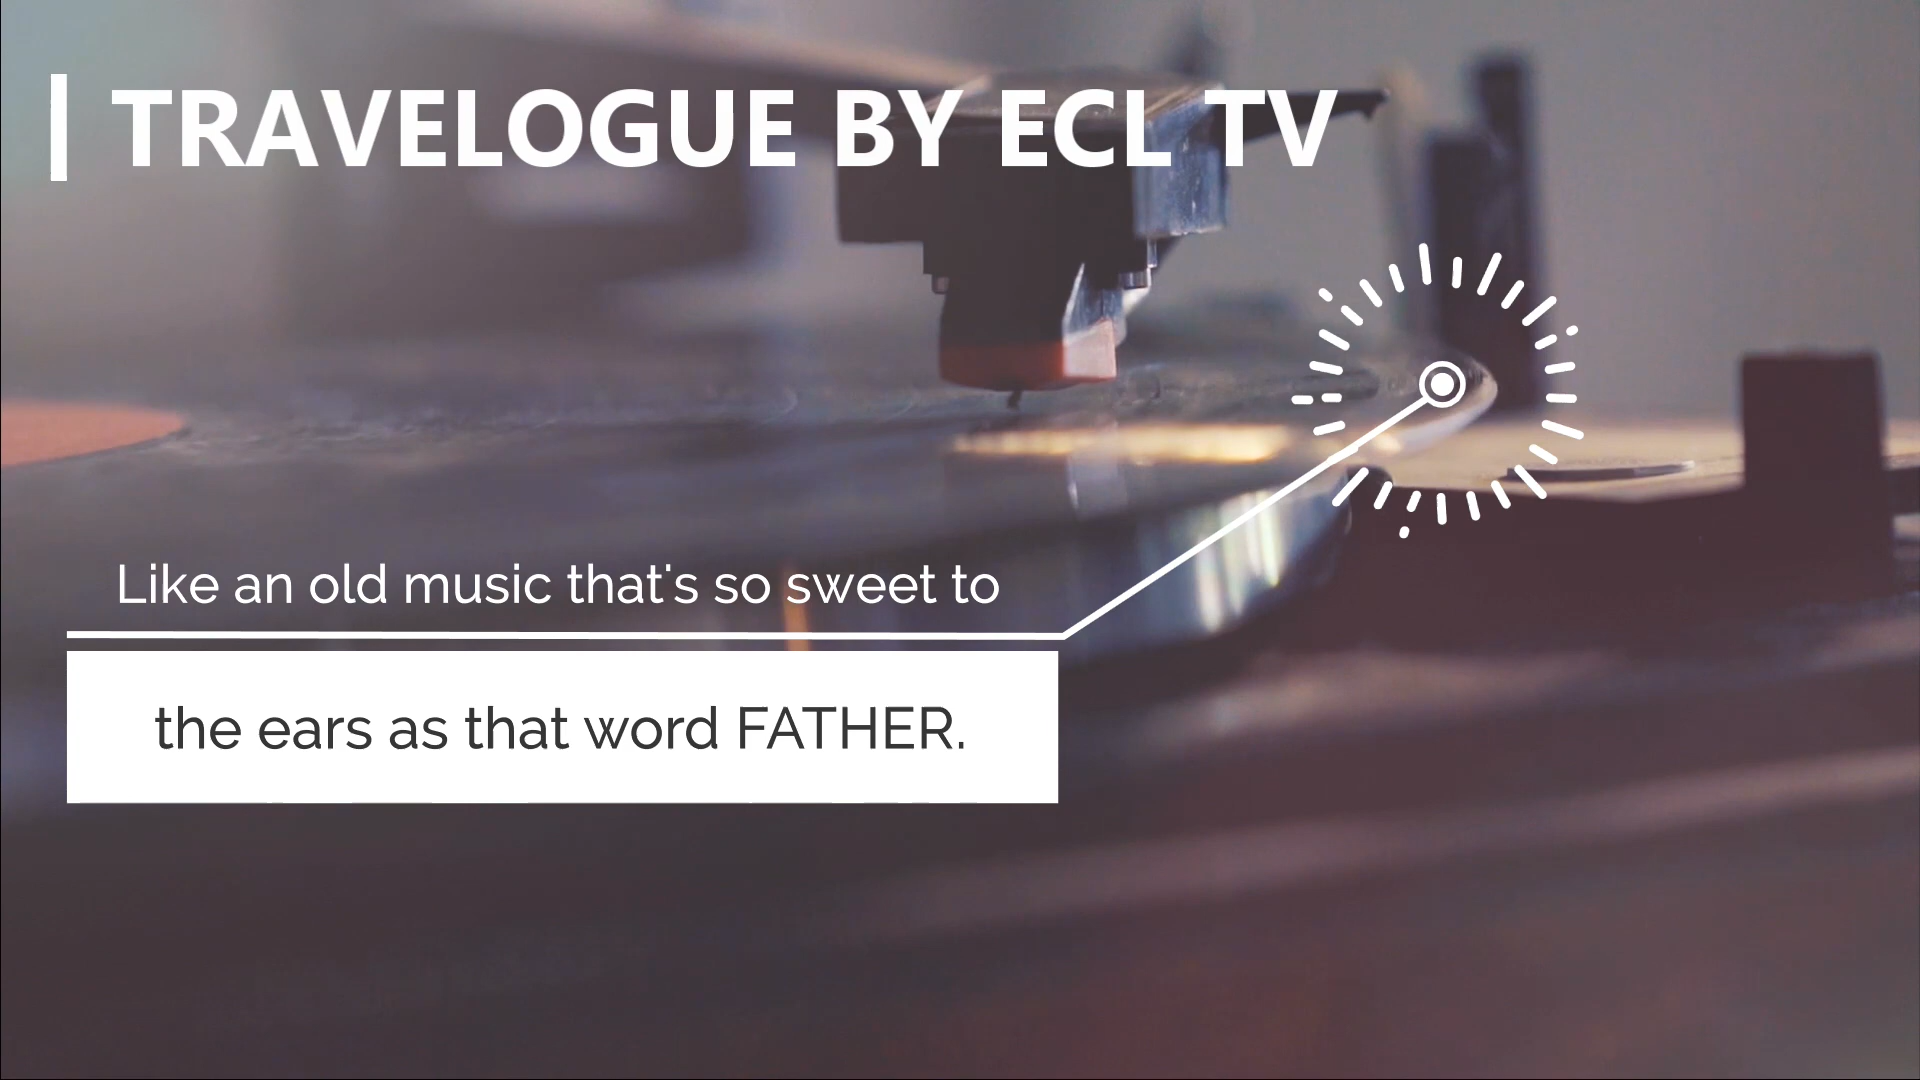 TRAVELOGUE BY ECL TV
Like an old music that's so sweet to
the ears as that word FATHER.